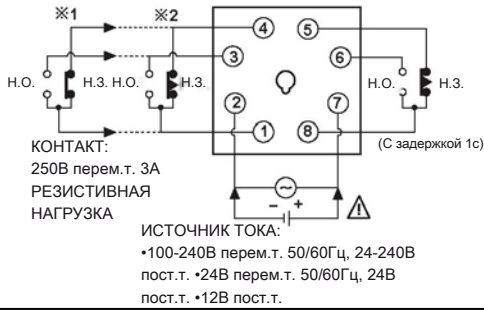 ※1 ※2
4 5
3 6
Н.О. Н.З. Н.О. Н.З. Н.О. Н.З.
2 7
1 8
(С задержкой 1с)
КОНТАКТ:
250В перем.т. 3А
РЕЗИСТИВНАЯ
НАГРУЗКА
− +
ИСТОЧНИК ТОКА:
•100-240В перем.т. 50/60Гц, 24-240В
пост.т. •24В перем.т. 50/60Гц, 24В
пост.т. •12В пост.т.